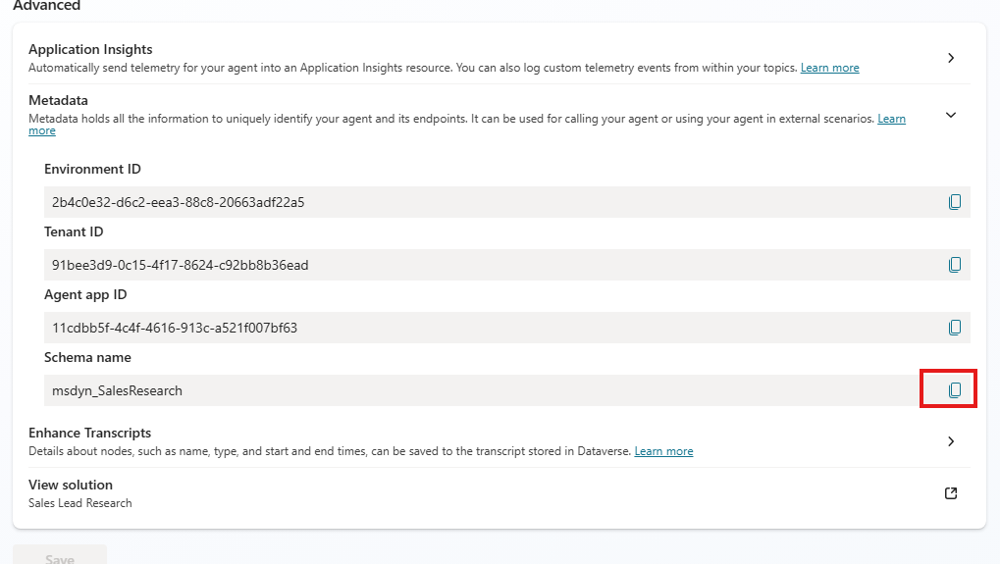 Advanced
Application Insights
Automatically send telemetry for your agent into an Application Insights resource. You can also log custom telemetry events from within your topics. Learn more
Metadata
Metadata holds all the information to uniquely identify your agent and its endpoints. It can be used for calling your agent or using your agent in external scenarios. Learn
more
Environment ID
2b4c0e32-d6c2-eea3-88c8-20663adf22a5
Tenant ID
91bee3d9-0c15-4f17-8624-c92bb8b36ead
Agent app ID
11cdbb5f-4c4f-4616-913c-a521f007bf63
Schema name
msdyn_SalesResearch
Enhance Transcripts
Details about nodes, such as name, type, and start and end times, can be saved to the transcript stored in Dataverse. Learn more
View solution
Sales Lead Research
Save